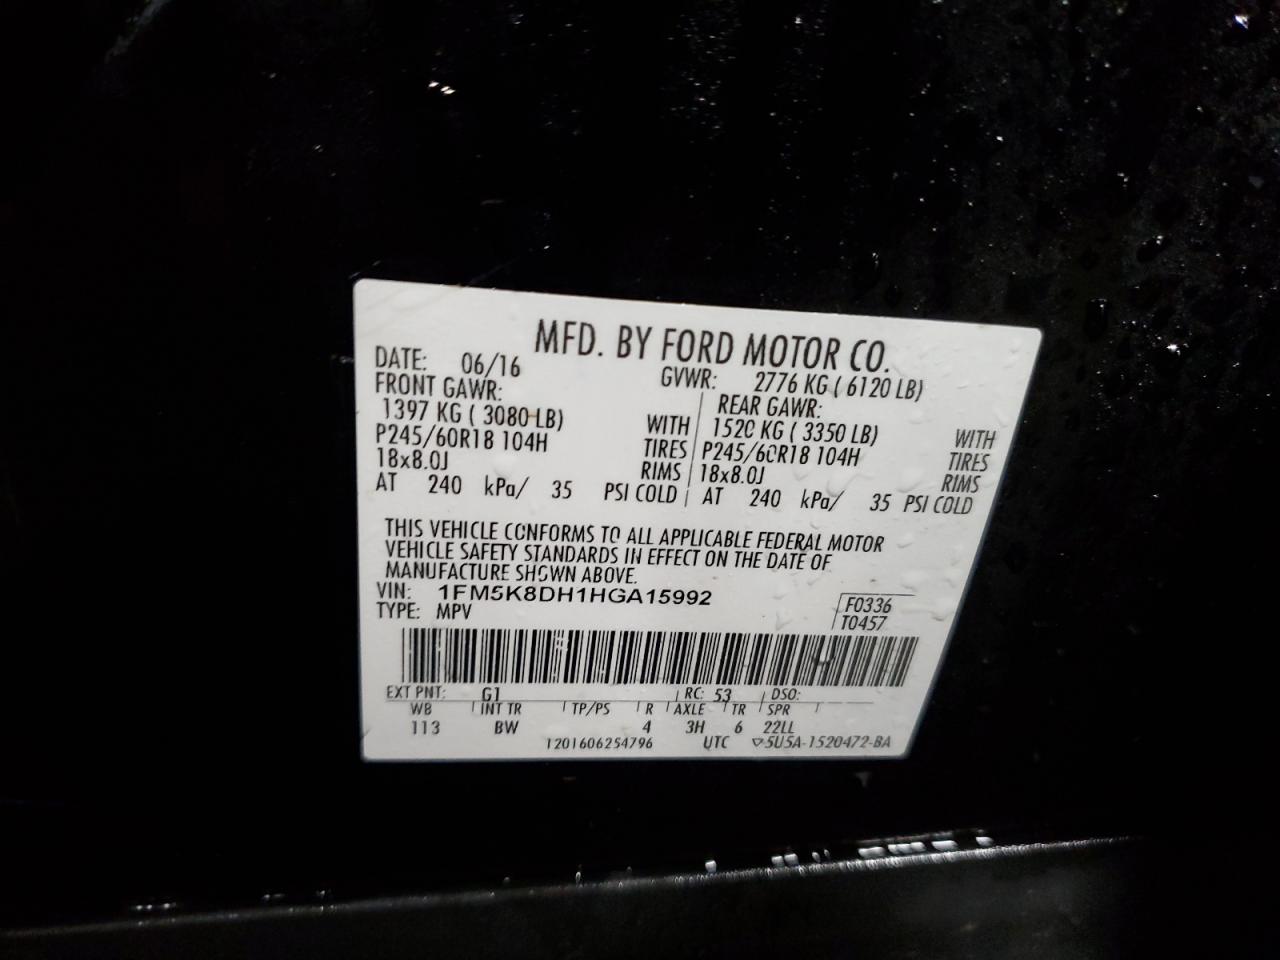 MFD. BY FORD MOTOR CO.
DATE: 06/16 GVWR: 2776 KG ( 6120 LB)
FRONT GAWR: REAR GAWR:
1397 KG ( 3080 LB) WITH 1520 KG ( 3350 LB) WITH
P245/60R18 104H TIRES P245/60R18 104H TIRES
18x8.0J RIMS 18x8.0J RIMS
AT 240 kPa/ 35 PSI COLD AT 240 kPa/ 35 PSI COLD
THIS VEHICLE CONFORMS TO ALL APPLICABLE FEDERAL MOTOR
VEHICLE SAFETY STANDARDS IN EFFECT ON THE DATE OF
MANUFACTURE SHOWN ABOVE.
VIN: 1FM5K8DH1HGA15992 F0336
TYPE: MPV T0457
EXT PNT: G1 RC: 53 DSO:
WB INT TR TP/PS R AXLE TR SPR
113 BW 4 3H 6 22LL
1201606254796 UTC ▽5U5A-1520472-BA